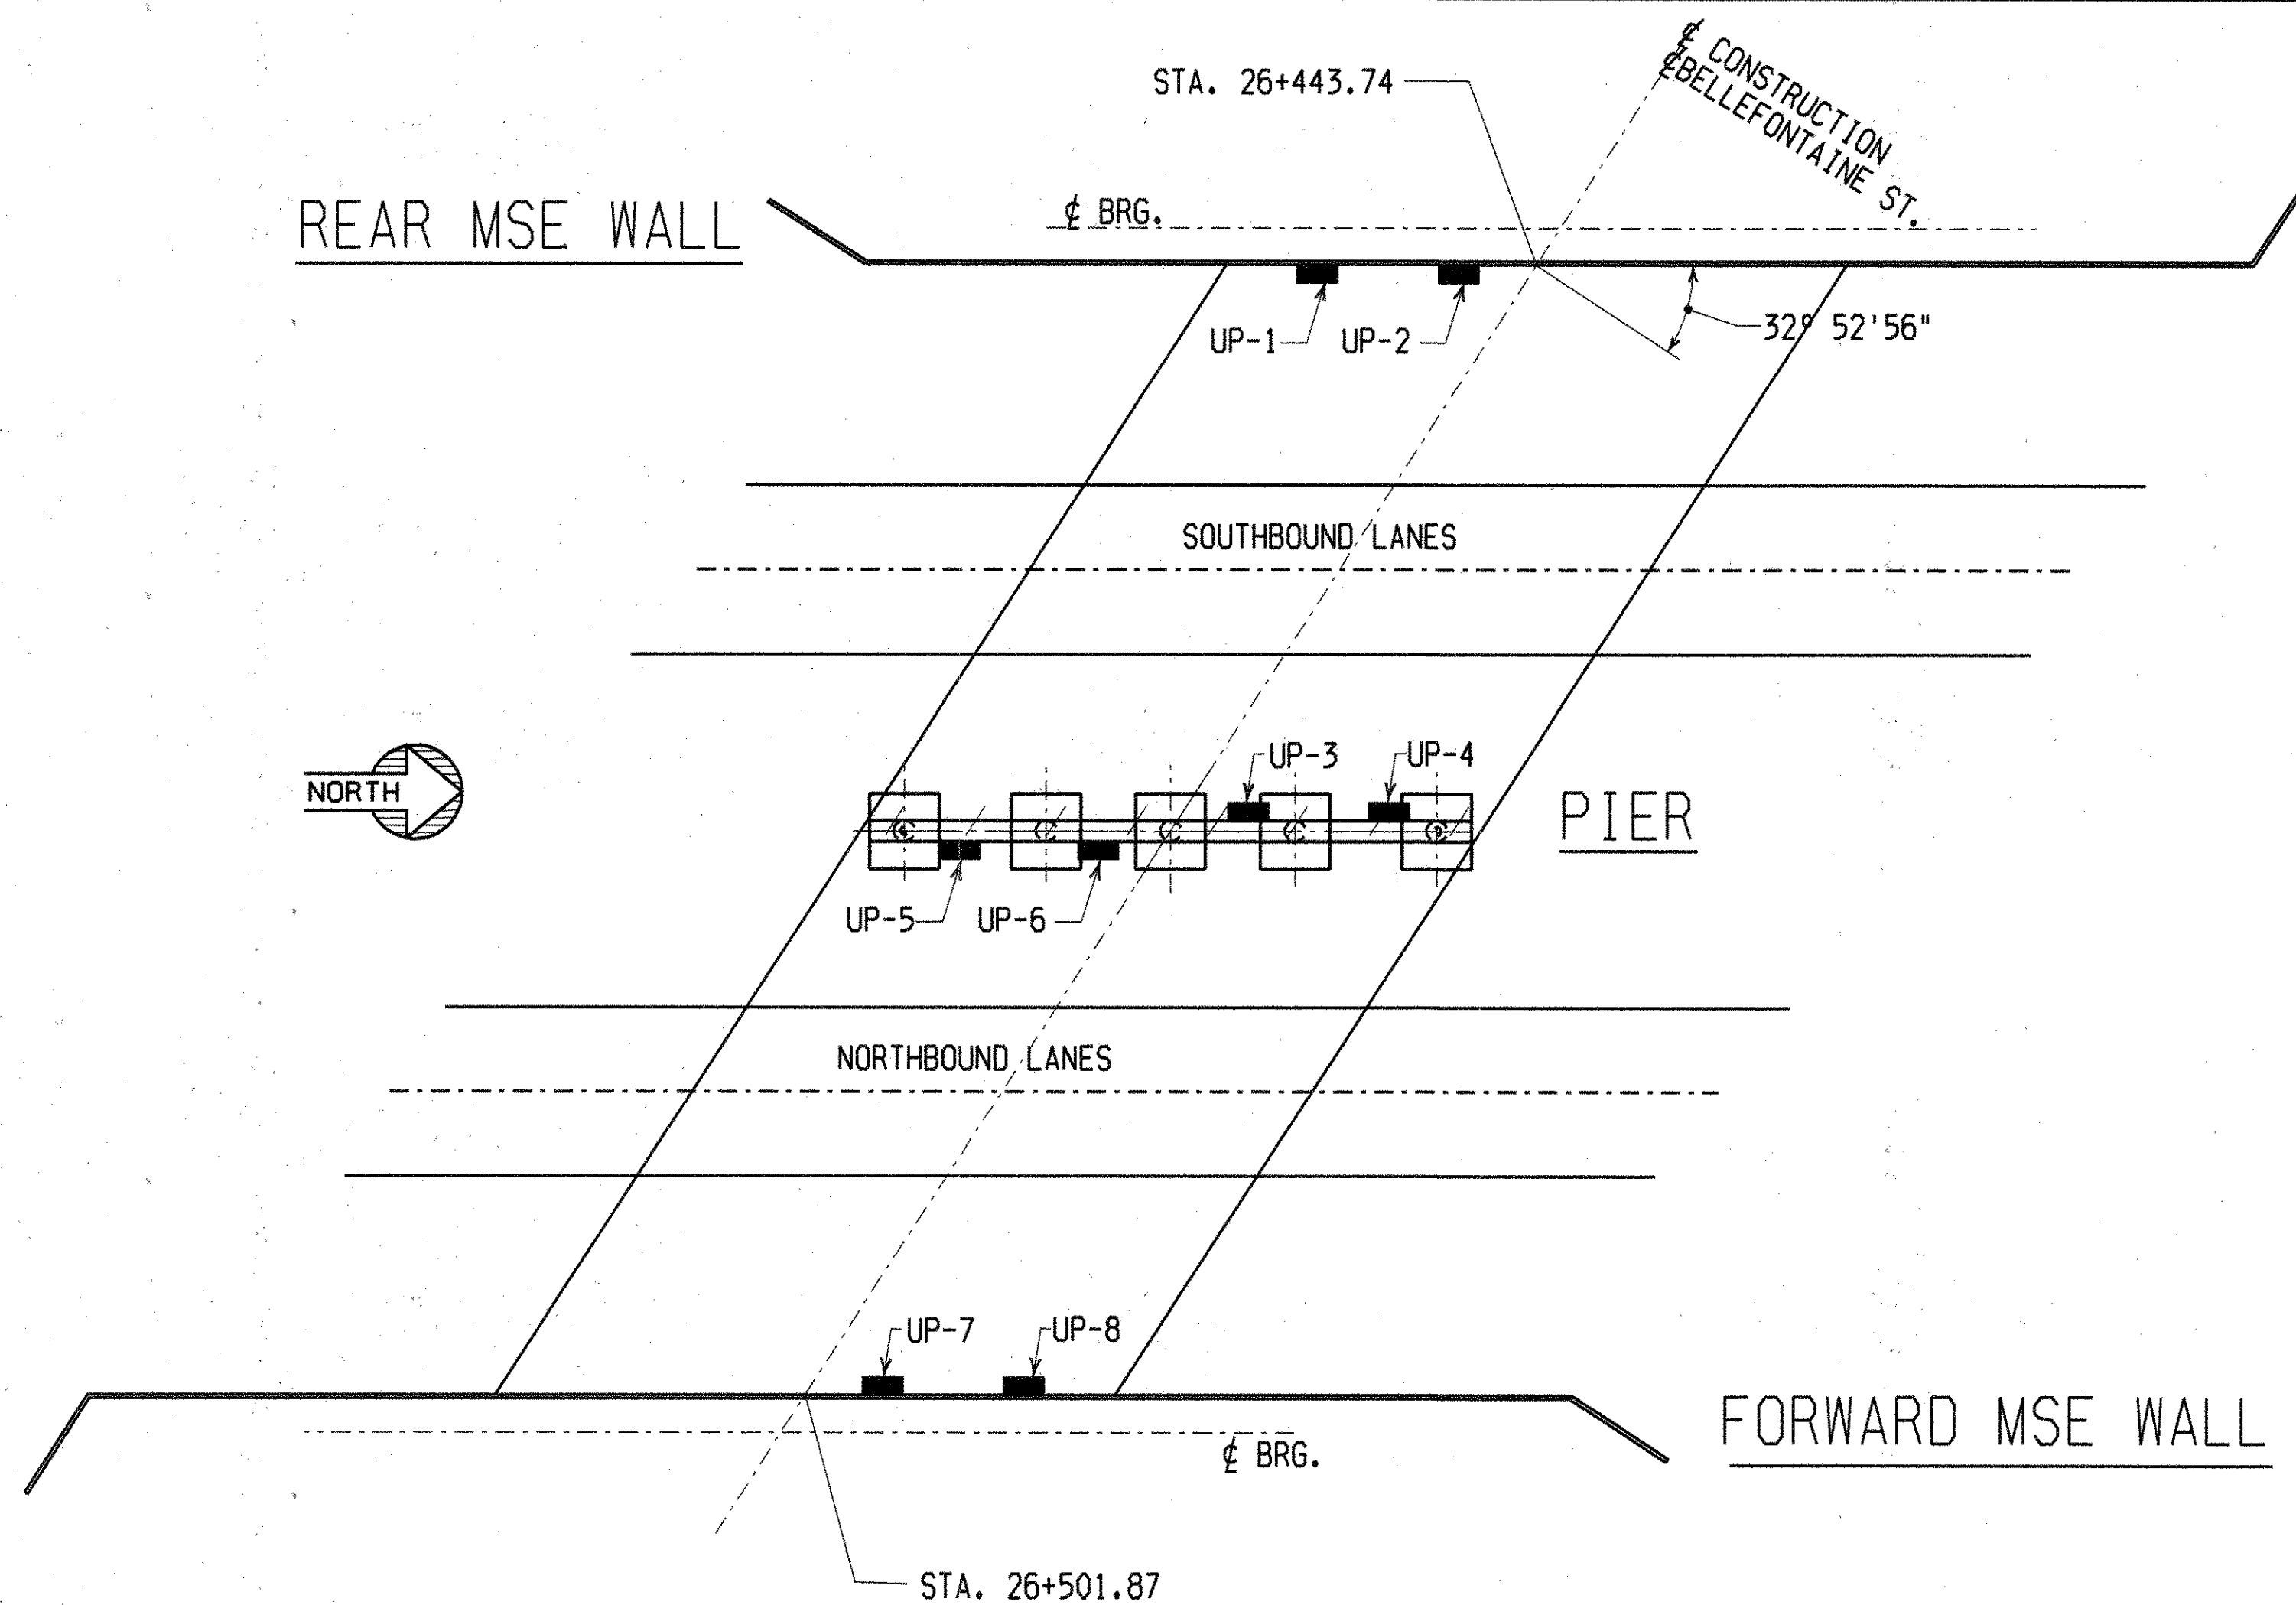 ℄ CONSTRUCTION
℄BELLEFONTAINE ST.
STA. 26+443.74
REAR MSE WALL
℄ BRG.
UP-1
UP-2
32° 52'56"
SOUTHBOUND LANES
UP-3
UP-4
NORTH
PIER
UP-5
UP-6
NORTHBOUND LANES
UP-7
UP-8
FORWARD MSE WALL
℄ BRG.
STA. 26+501.87